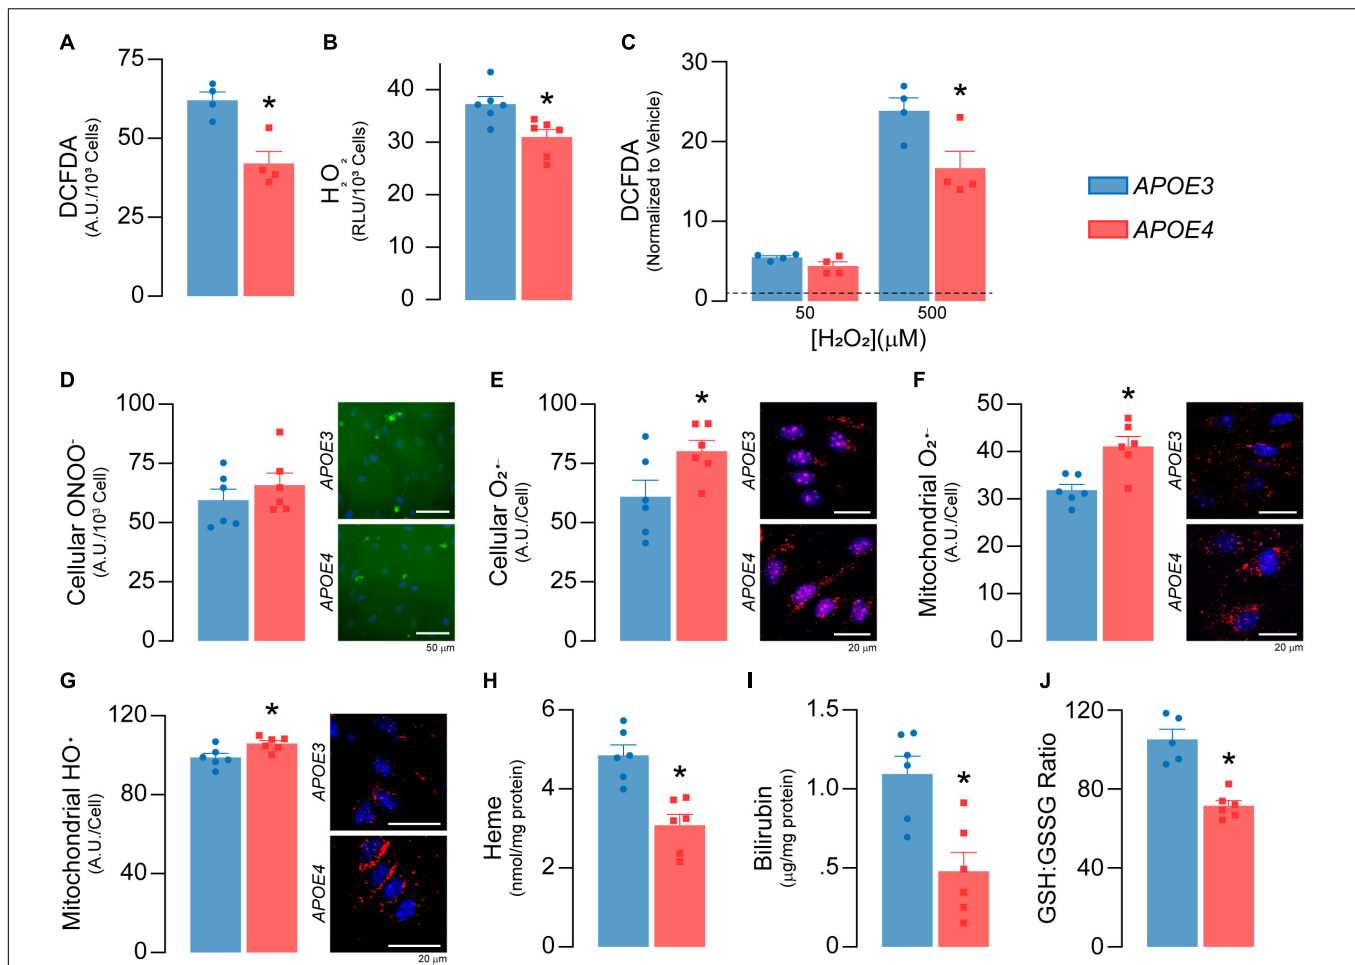 A
DCFDA
(A.U./10³ Cells)
75
50
25
0
*
B
H₂O₂
(RLU/10³ Cells)
40
30
20
10
0
*
C
DCFDA
(Normalized to Vehicle)
30
20
10
0
*
50
500
[H₂O₂](μM)
APOE3
APOE4
D
Cellular ONOO⁻
(A.U./10³ Cell)
100
75
50
25
0
APOE3
APOE4
50 μm
E
Cellular O₂•⁻
(A.U./Cell)
100
75
50
25
0
*
APOE3
APOE4
20 μm
F
Mitochondrial O₂•⁻
(A.U./Cell)
50
40
30
20
10
0
*
APOE3
APOE4
20 μm
G
Mitochondrial HO•
(A.U./Cell)
120
80
40
0
*
APOE3
APOE4
20 μm
H
Heme
(nmol/mg protein)
6
4
2
0
*
I
Bilirubin
(μg/mg protein)
1.5
1.0
.5
0
*
J
GSH:GSSG Ratio
120
80
40
0
*